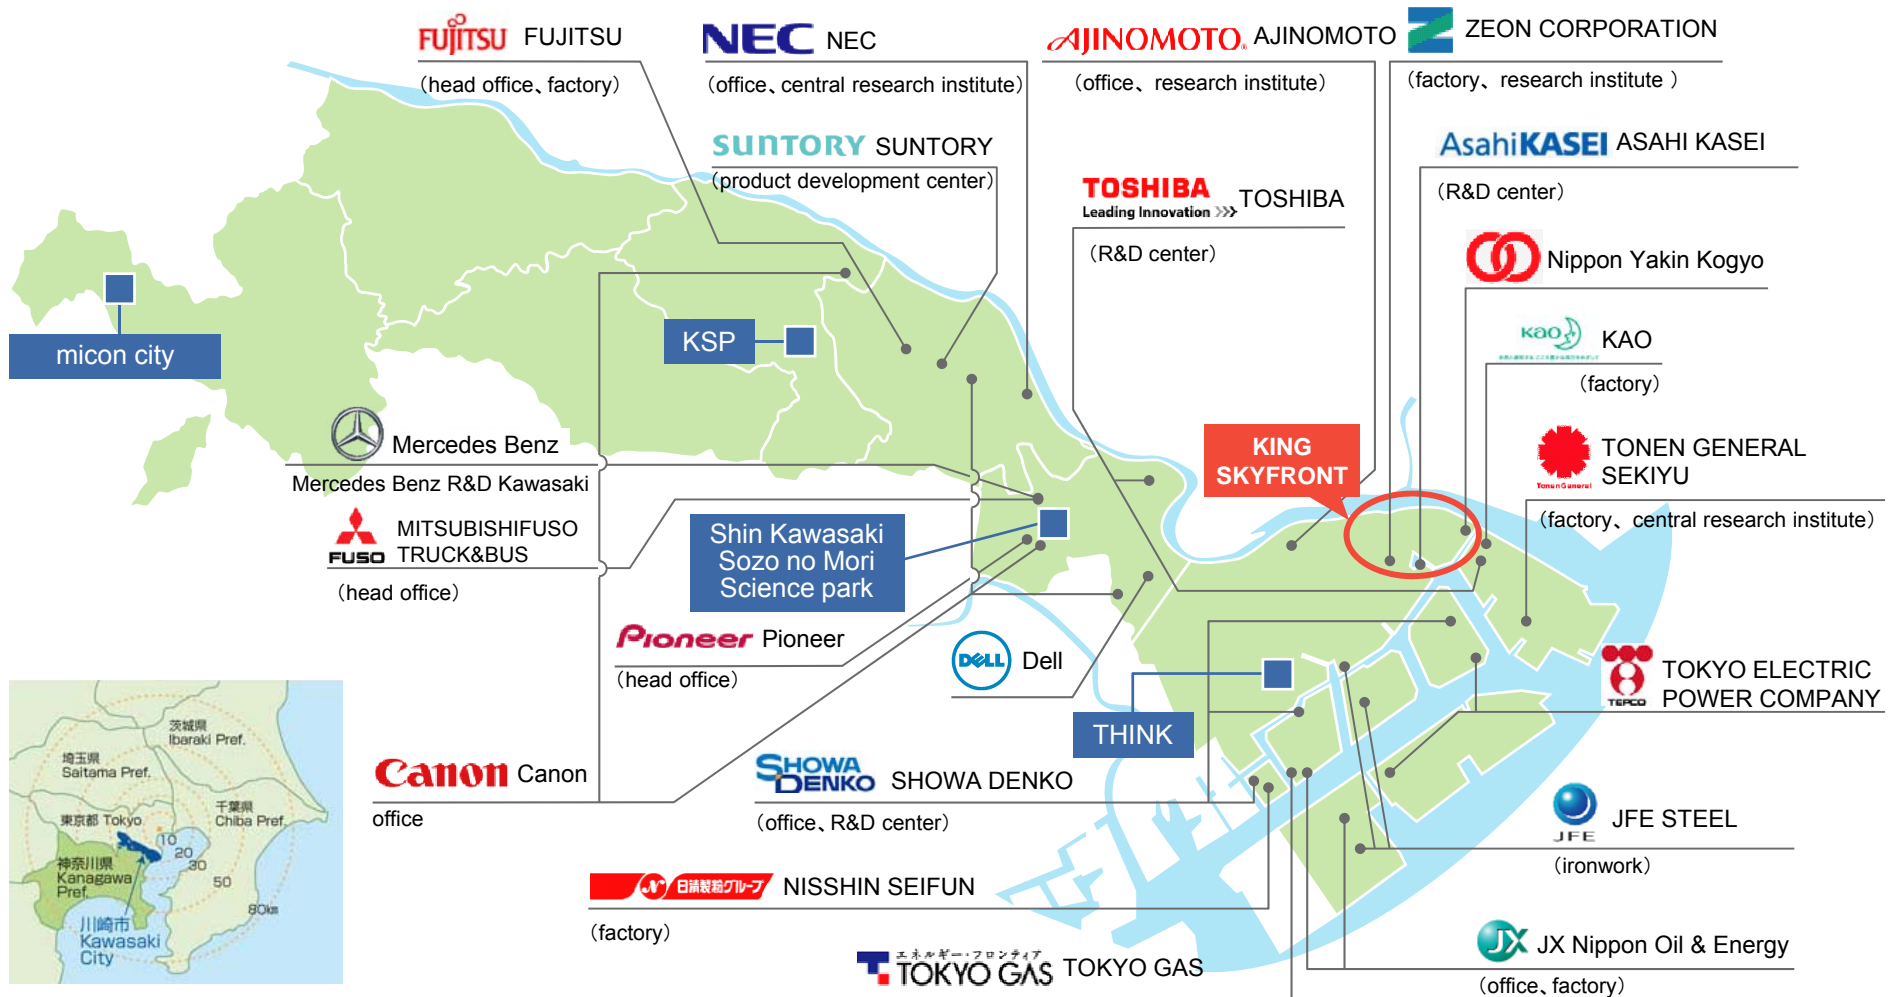 FUJITSU FUJITSU
(head office、factory)
NEC NEC
(office、central research institute)
AJINOMOTO® AJINOMOTO
(office、research institute)
ZEON CORPORATION
(factory、research institute )
SUNTORY SUNTORY
(product development center)
TOSHIBA
Leading Innovation >>> TOSHIBA
(R&D center)
AsahiKASEI ASAHI KASEI
(R&D center)
Nippon Yakin Kogyo
Kao KAO
(factory)
TonenGeneral
TONEN GENERAL
SEKIYU
(factory、central research institute)
micon city
KSP
KING
SKYFRONT
Mercedes Benz
Mercedes Benz R&D Kawasaki
FUSO
MITSUBISHIFUSO
TRUCK&BUS
(head office)
Shin Kawasaki
Sozo no Mori
Science park
Pioneer Pioneer
(head office)
DELL Dell
THINK
TEPCO
TOKYO ELECTRIC
POWER COMPANY
Canon Canon
office
SHOWA
DENKO SHOWA DENKO
(office、R&D center)
JFE
JFE STEEL
(ironwork)
日清製粉グループ NISSHIN SEIFUN
(factory)
エネルギー・フロンティア
TOKYO GAS TOKYO GAS
JX JX Nippon Oil & Energy
(office、factory)
茨城県
Ibaraki Pref.
埼玉県
Saitama Pref.
千葉県
Chiba Pref.
東京都 Tokyo
10
20
30
50
80km
神奈川県
Kanagawa
Pref.
川崎市
Kawasaki
City